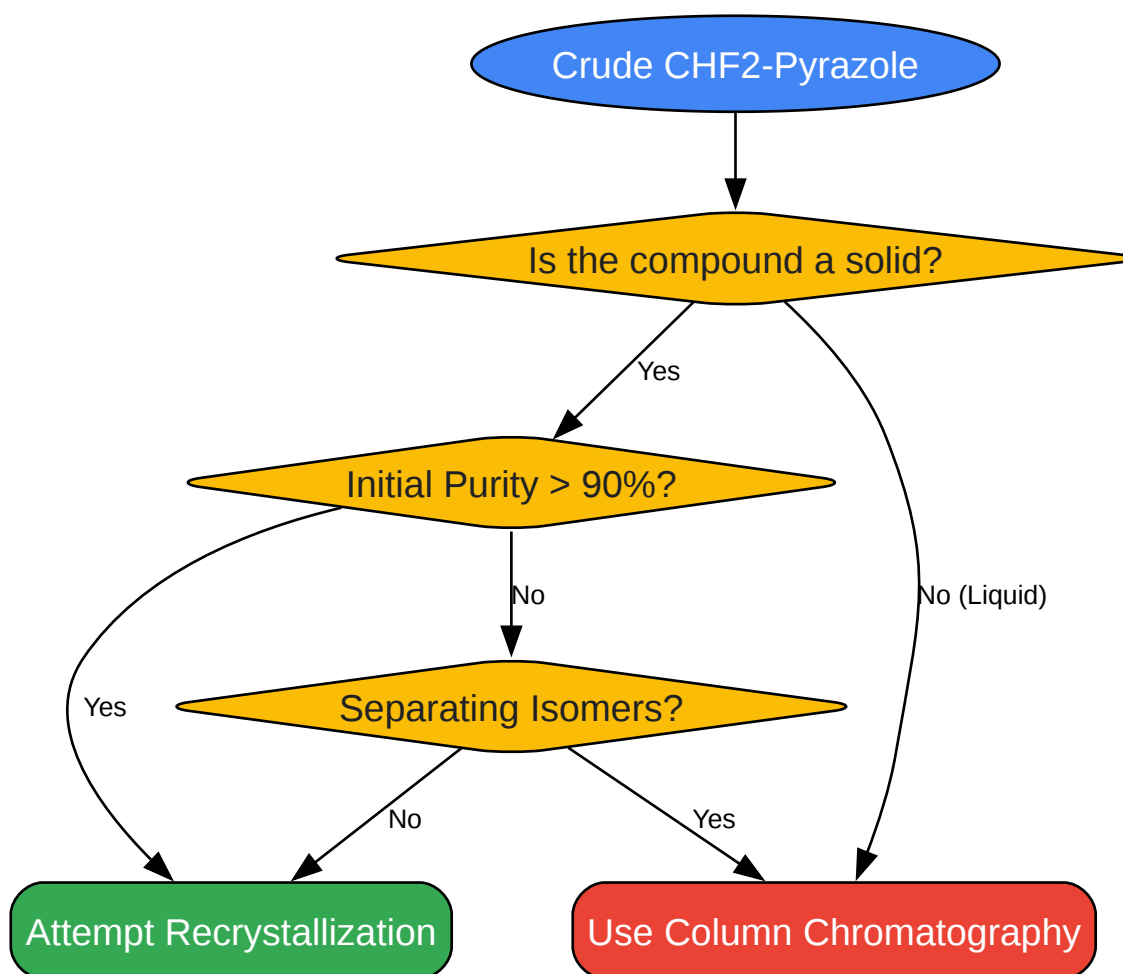 Crude CHF2-Pyrazole
Is the compound a solid?
Yes
Initial Purity > 90%?
No
No (Liquid)
Separating Isomers?
Yes
No
Yes
Attempt Recrystallization
Use Column Chromatography